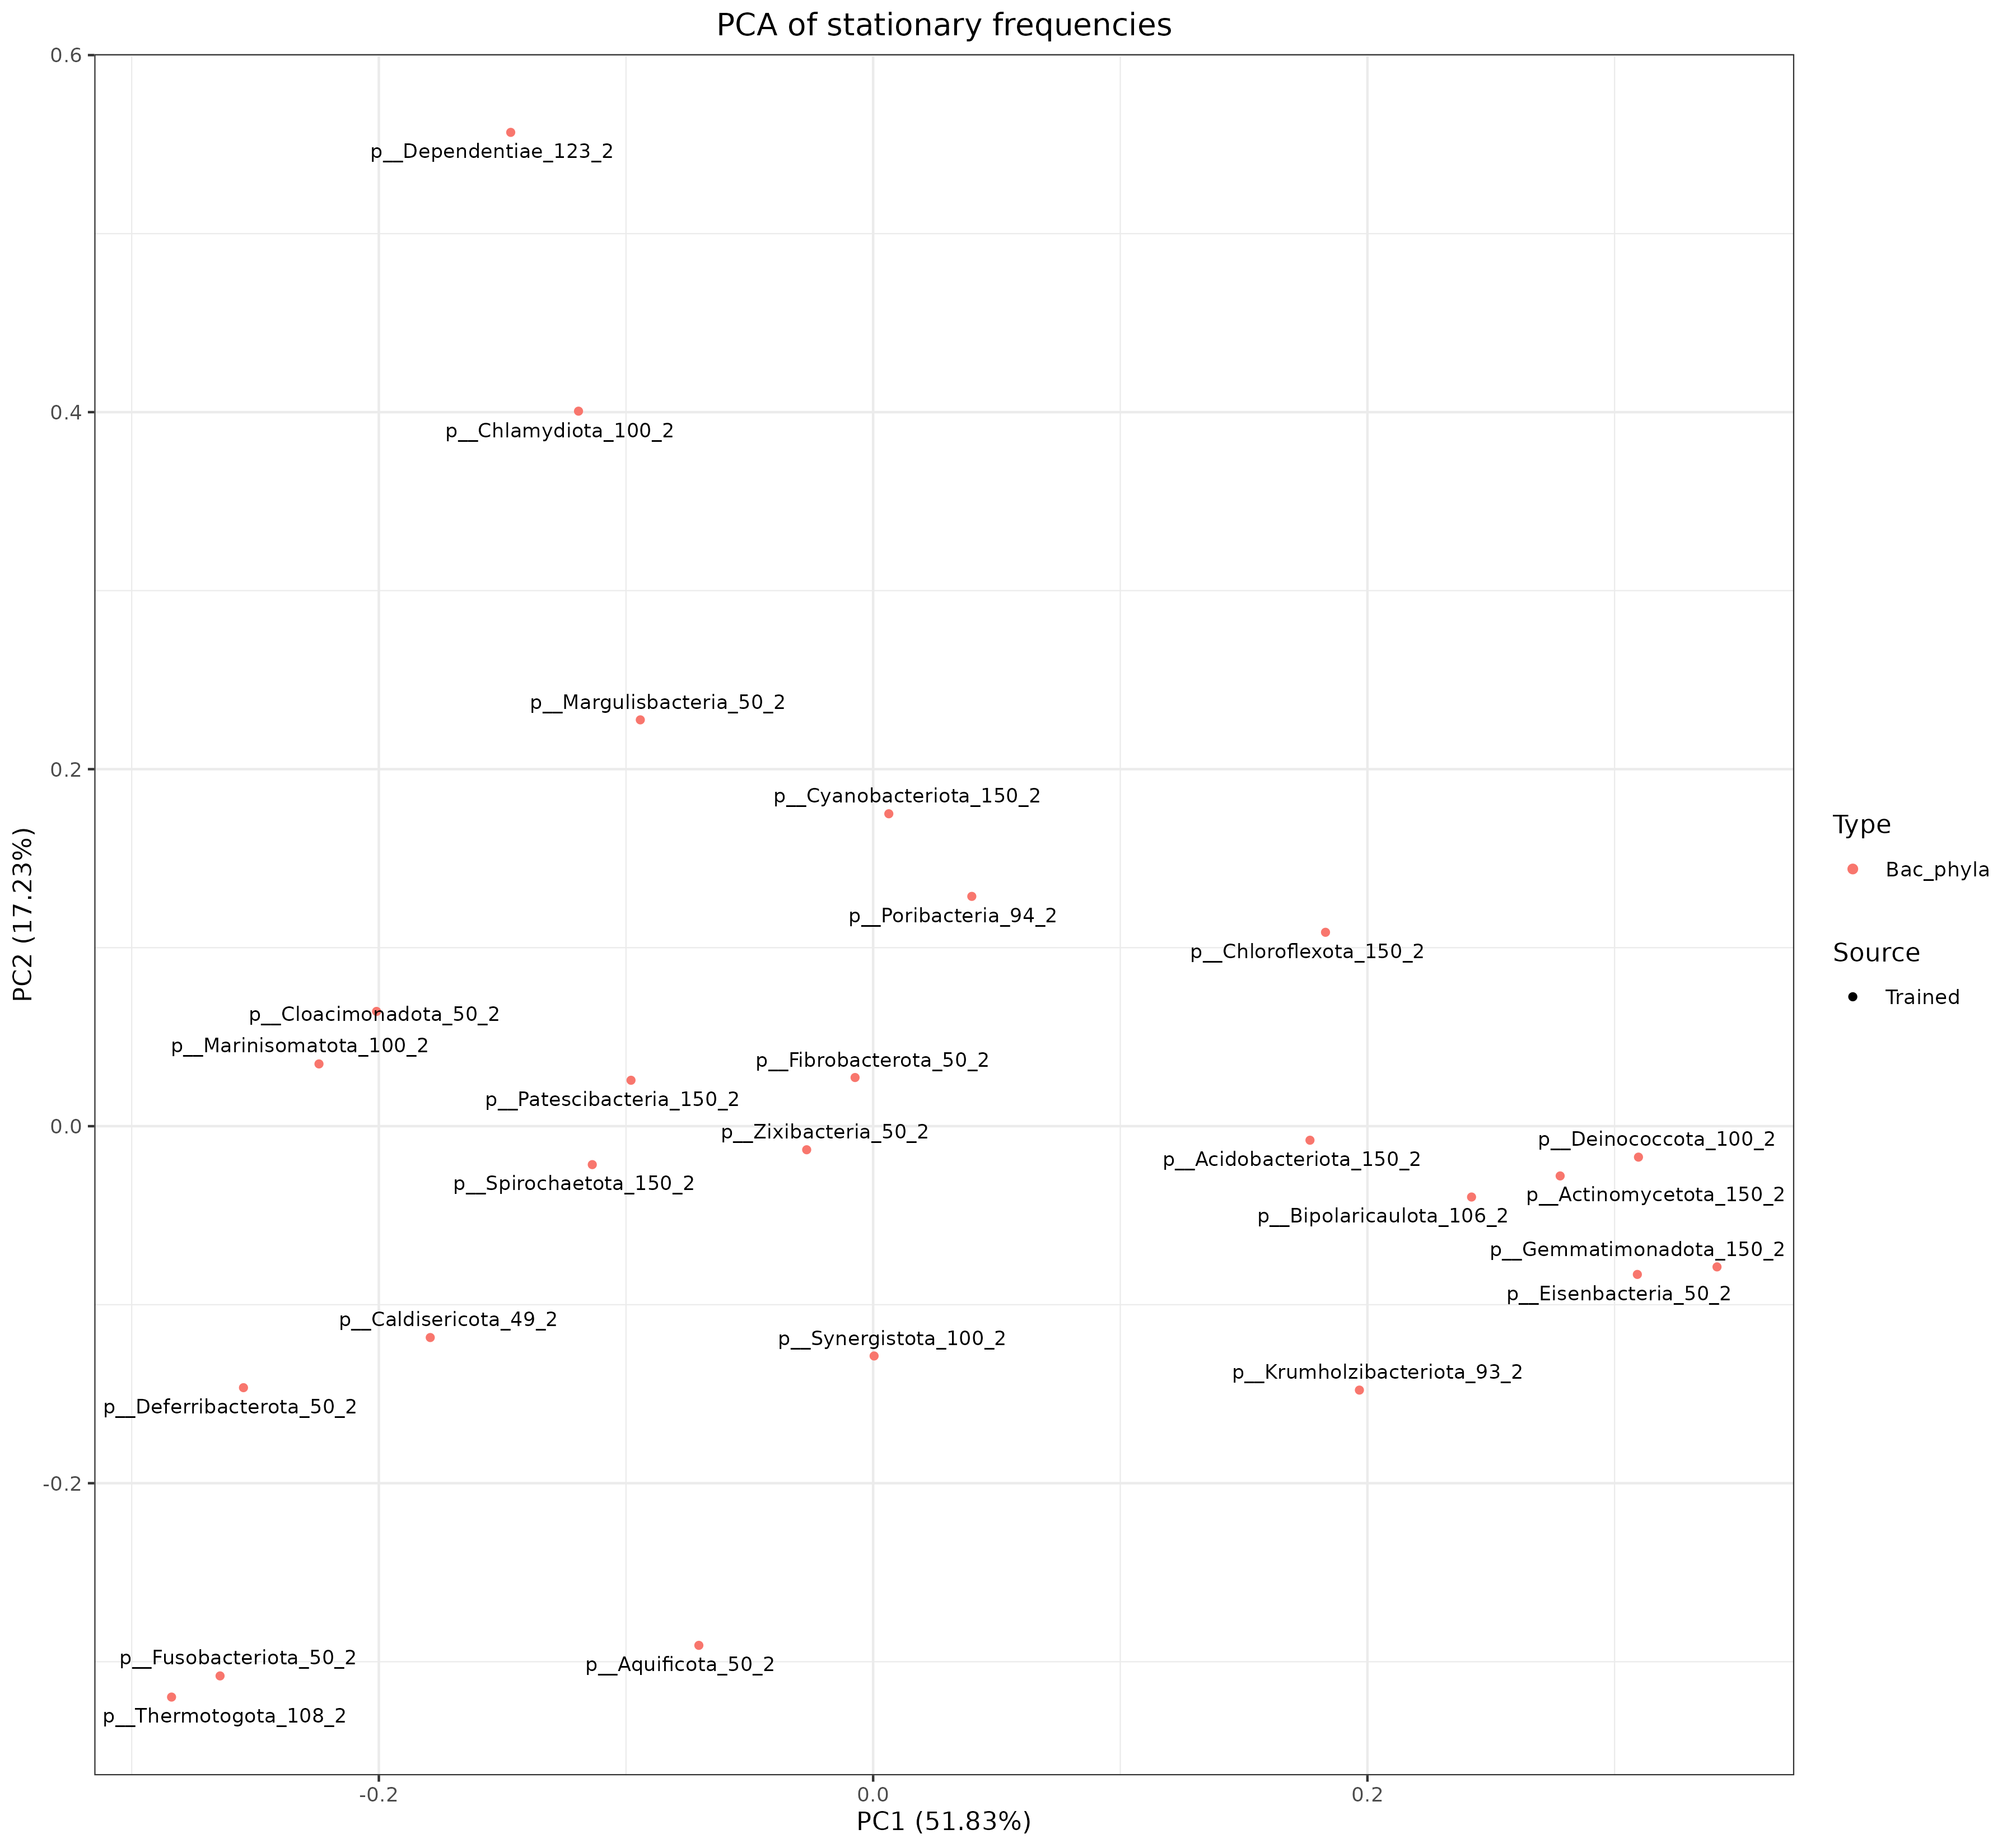 PCA of stationary frequencies
0.6
p__Dependentiae_123_2
0.4
p__Chlamydiota_100_2
p__Margulisbacteria_50_2
0.2
p__Cyanobacteriota_150_2
Type
Bac_phyla
p__Poribacteria_94_2
PC2 (17.23%)
p__Chloroflexota_150_2
Source
Trained
p__Cloacimonadota_50_2
p__Marinisomatota_100_2
p__Fibrobacterota_50_2
p__Patescibacteria_150_2
0.0
p__Zixibacteria_50_2
p__Deinococcota_100_2
p__Acidobacteriota_150_2
p__Spirochaetota_150_2
p__Actinomycetota_150_2
p__Bipolaricaulota_106_2
p__Gemmatimonadota_150_2
p__Eisenbacteria_50_2
p__Caldisericota_49_2
p__Synergistota_100_2
p__Krumholzibacteriota_93_2
p__Deferribacterota_50_2
-0.2
p__Fusobacteriota_50_2
p__Aquificota_50_2
p__Thermotogota_108_2
-0.2
0.0
0.2
PC1 (51.83%)